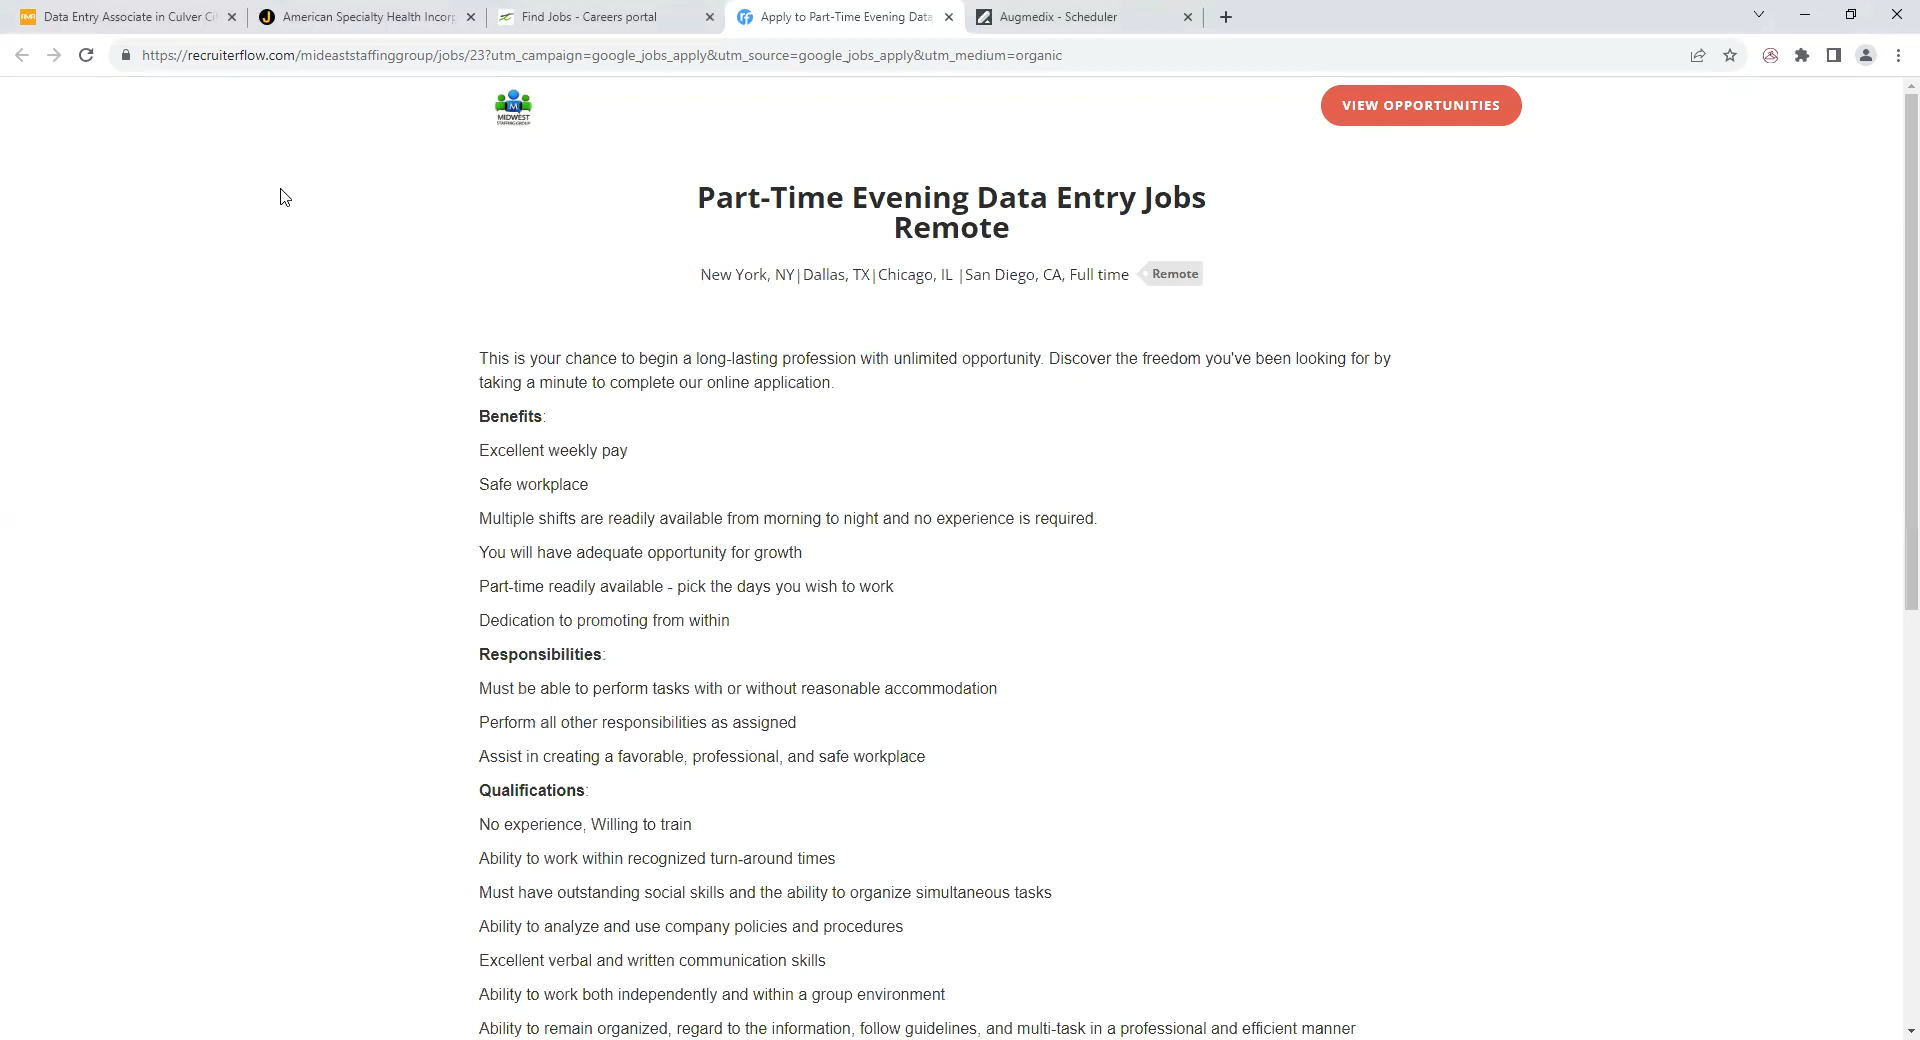 Data Entry Associate in Culver Ci
American Specialty Health Incorp
Find Jobs - Careers portal
Apply to Part-Time Evening Data
Augmedix - Scheduler
https://recruiterflow.com/mideaststaffinggroup/jobs/23?utm_campaign=google_jobs_apply&utm_source=google_jobs_apply&utm_medium=organic
M
MIDWEST
STAFFING GROUP
VIEW OPPORTUNITIES
Part-Time Evening Data Entry Jobs
Remote
New York, NY|Dallas, TX|Chicago, IL |San Diego, CA, Full time
Remote
This is your chance to begin a long-lasting profession with unlimited opportunity. Discover the freedom you've been looking for by
taking a minute to complete our online application.
Benefits:
Excellent weekly pay
Safe workplace
Multiple shifts are readily available from morning to night and no experience is required.
You will have adequate opportunity for growth
Part-time readily available - pick the days you wish to work
Dedication to promoting from within
Responsibilities:
Must be able to perform tasks with or without reasonable accommodation
Perform all other responsibilities as assigned
Assist in creating a favorable, professional, and safe workplace
Qualifications:
No experience, Willing to train
Ability to work within recognized turn-around times
Must have outstanding social skills and the ability to organize simultaneous tasks
Ability to analyze and use company policies and procedures
Excellent verbal and written communication skills
Ability to work both independently and within a group environment
Ability to remain organized, regard to the information, follow guidelines, and multi-task in a professional and efficient manner